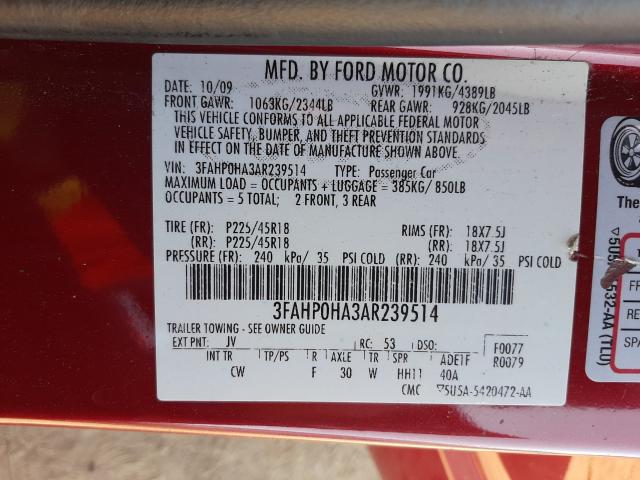 MFD. BY FORD MOTOR CO.
DATE: 10/09 GVWR: 1991KG/4389LB
FRONT GAWR: 1063KG/2344LB REAR GAWR: 928KG/2045LB
THIS VEHICLE CONFORMS TO ALL APPLICABLE FEDERAL MOTOR
VEHICLE SAFETY, BUMPER, AND THEFT PREVENTION STANDARDS
IN EFFECT ON THE DATE OF MANUFACTURE SHOWN ABOVE.
VIN: 3FAHP0HA3AR239514 TYPE: Passenger Car
MAXIMUM LOAD = OCCUPANTS + LUGGAGE = 385KG/ 850LB
OCCUPANTS = 5 TOTAL; 2 FRONT, 3 REAR
TIRE (FR): P225/45R18 RIMS (FR): 18X7.5J
(RR): P225/45R18 (RR): 18X7.5J
PRESSURE (FR): 240 kPa/ 35 PSI COLD (RR): 240 kPa/ 35 PSI COLD
3FAHP0HA3AR239514
TRAILER TOWING - SEE OWNER GUIDE
EXT PNT: JV RC: 53 DSO: F0077
R0079
INT TR TP/PS R AXLE TR SPR ADETF
CW F 30 W HH11 40A
CMC 5U5A-5420472-AA
The
FR
RE
SPA
532-AA (TLU)